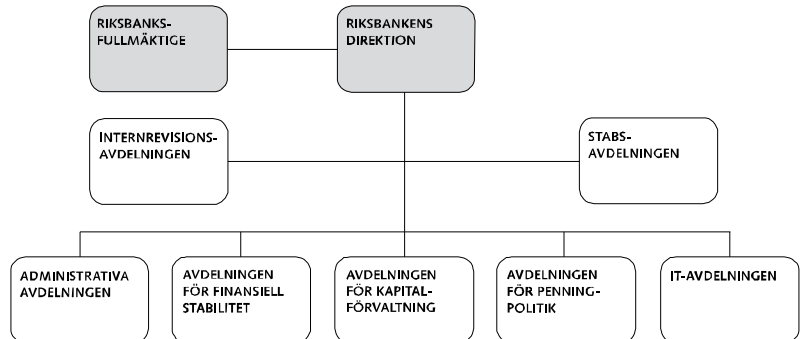 RIKSBANKS-
FULLMÄKTIGE
RIKSBANKENS
DIREKTION
INTERNREVISIONS-
AVDELNINGEN
STABS-
AVDELNINGEN
ADMINISTRATIVA
AVDELNINGEN
AVDELNINGEN
FÖR FINANSIELL
STABILITET
AVDELNINGEN
FÖR KAPITAL-
FÖRVALTNING
AVDELNINGEN
FÖR PENNING-
POLITIK
IT-AVDELNINGEN